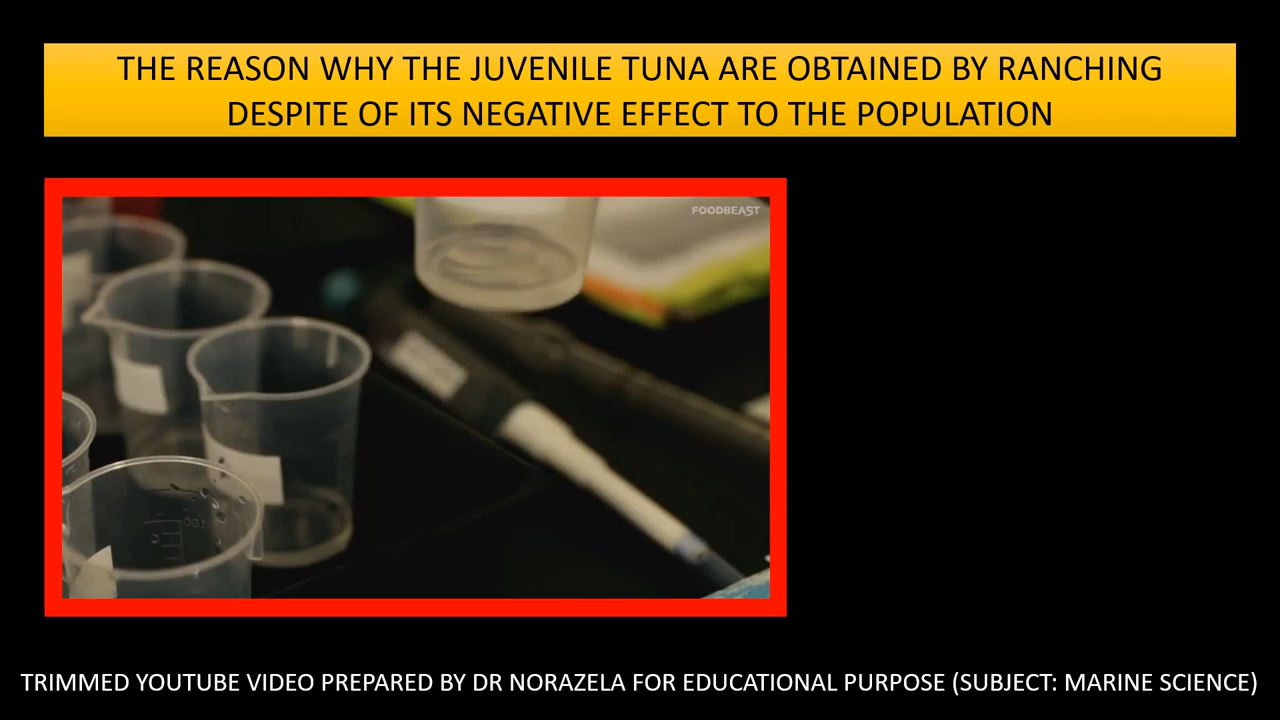 THE REASON WHY THE JUVENILE TUNA ARE OBTAINED BY RANCHING
DESPITE OF ITS NEGATIVE EFFECT TO THE POPULATION
FOODBEAST
100
TRIMMED YOUTUBE VIDEO PREPARED BY DR NORAZELA FOR EDUCATIONAL PURPOSE (SUBJECT: MARINE SCIENCE)